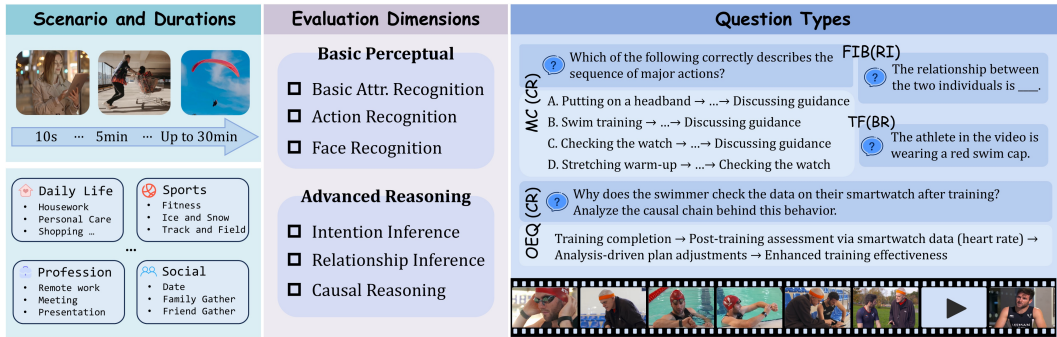 Scenario and Durations
10s ... 5min ... Up to 30min
Daily Life
• Housework
• Personal Care
• Shopping …
Sports
• Fitness
• Ice and Snow
• Track and Field
...
Profession
• Remote work
• Meeting
• Presentation
Social
• Date
• Family Gather
• Friend Gather
Evaluation Dimensions
Basic Perceptual
Basic Attr. Recognition
Action Recognition
Face Recognition
Advanced Reasoning
Intention Inference
Relationship Inference
Causal Reasoning
Question Types
MC (CR)
? Which of the following correctly describes the
sequence of major actions?
A. Putting on a headband → ...→ Discussing guidance
B. Swim training → ...→ Discussing guidance
C. Checking the watch → ...→ Discussing guidance
D. Stretching warm-up → ...→ Checking the watch
FIB(RI)
? The relationship between
the two individuals is ___.
TF(BR)
? The athlete in the video is
wearing a red swim cap.
OEQ (CR)
? Why does the swimmer check the data on their smartwatch after training?
Analyze the causal chain behind this behavior.
Training completion → Post-training assessment via smartwatch data (heart rate) →
Analysis-driven plan adjustments → Enhanced training effectiveness